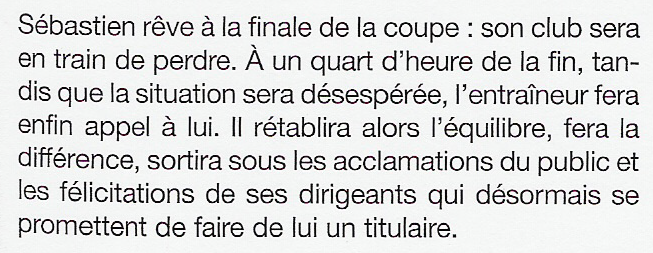 Sébastien rêve à la finale de la coupe : son club sera
en train de perdre. À un quart d'heure de la fin, tan-
dis que la situation sera désespérée, l'entraîneur fera
enfin appel à lui. Il rétablira alors l'équilibre, fera la
différence, sortira sous les acclamations du public et
les félicitations de ses dirigeants qui désormais se
promettent de faire de lui un titulaire.